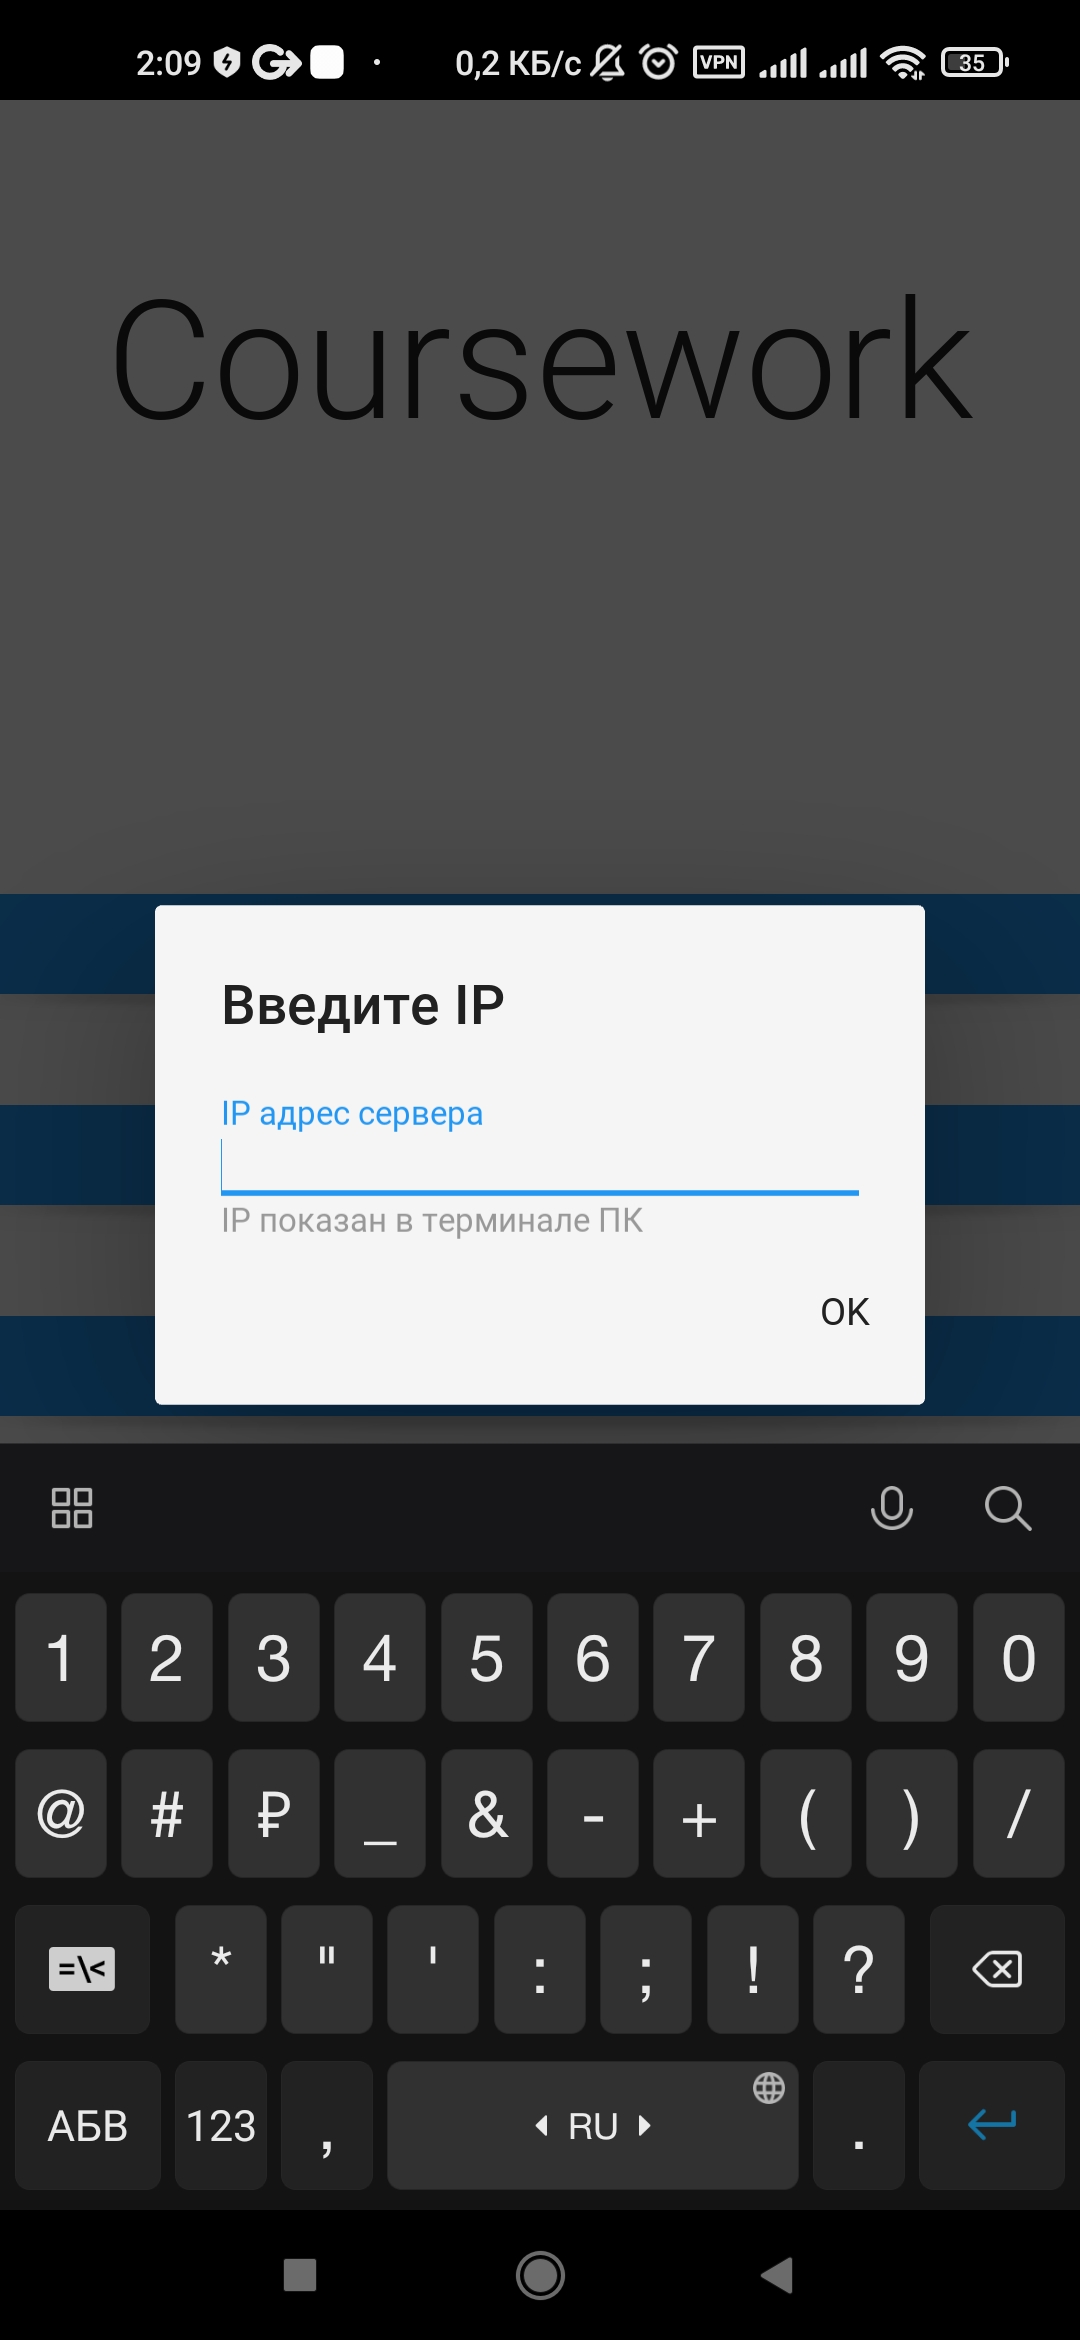 2:09 0,2 КБ/с VPN 35
Coursework
Введите IP
IP адрес сервера
IP показан в терминале ПК
OK
1 2 3 4 5 6 7 8 9 0
@ # ₽ _ & - + ( ) /
=\< * " ' : ; ! ?
АБВ 123 , RU .